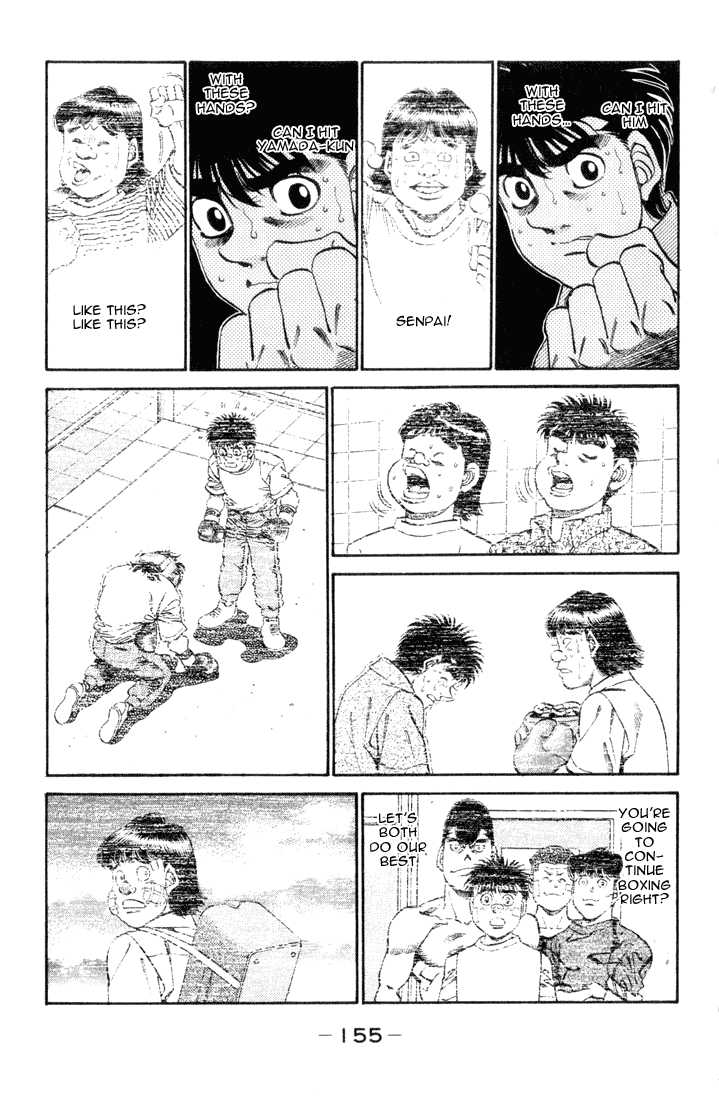 CAN I HIT
HIM
WITH
THESE
HANDS...
SENPAI!
CAN I HIT
YAMADA-KUN
WITH
THESE
HANDS?
LIKE THIS?
LIKE THIS?
YOU'RE
GOING
TO
CON-
TINUE
BOXING
RIGHT?
LET'S
BOTH
DO OUR
BEST
- 155 -